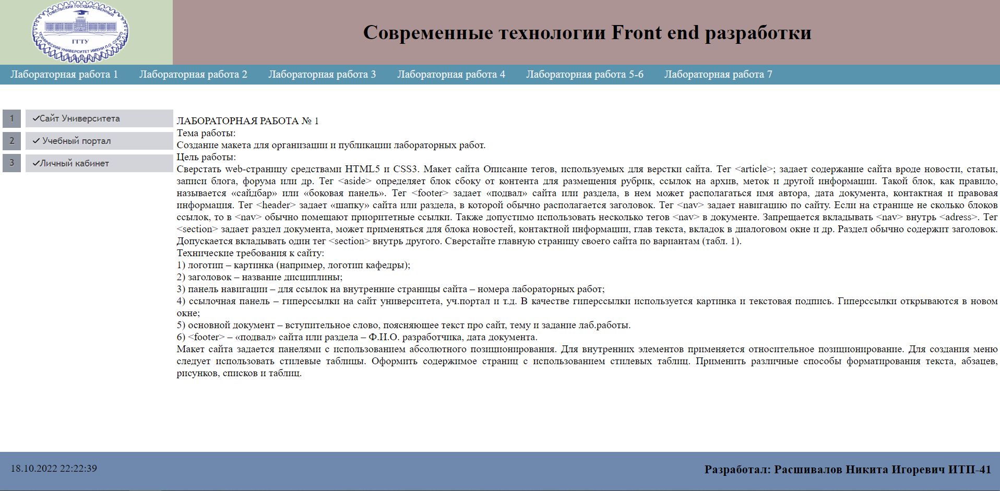 ГОМЕЛЬСКИЙ ГОСУДАРСТВЕННЫЙ
ГГТУ
ТЕХНИЧЕСКИЙ УНИВЕРСИТЕТ ИМЕНИ П.О. СУХОГО
Современные технологии Front end разработки
Лабораторная работа 1 Лабораторная работа 2 Лабораторная работа 3 Лабораторная работа 4 Лабораторная работа 5-6 Лабораторная работа 7
1 ✓Сайт Университета
2 ✓ Учебный портал
3 ✓Личный кабинет
ЛАБОРАТОРНАЯ РАБОТА № 1
Тема работы:
Создание макета для организации и публикации лабораторных работ.
Цель работы:
Сверстать web-страницу средствами HTML5 и CSS3. Макет сайта Описание тегов, используемых для верстки сайта. Тег <article>; задает содержание сайта вроде новости, статьи,
записи блога, форума или др. Тег <aside> определяет блок сбоку от контента для размещения рубрик, ссылок на архив, меток и другой информации. Такой блок, как правило,
называется «сайдбар» или «боковая панель». Тег <footer> задает «подвал» сайта или раздела, в нем может располагаться имя автора, дата документа, контактная и правовая
информация. Тег <header> задает «шапку» сайта или раздела, в которой обычно располагается заголовок. Тег <nav> задает навигацию по сайту. Если на странице не сколько блоков
ссылок, то в <nav> обычно помещают приоритетные ссылки. Также допустимо использовать несколько тегов <nav> в документе. Запрещается вкладывать <nav> внутрь <adress>. Тег
<section> задает раздел документа, может применяться для блока новостей, контактной информации, глав текста, вкладок в диалоговом окне и др. Раздел обычно содержит заголовок.
Допускается вкладывать один тег <section> внутрь другого. Сверстайте главную страницу своего сайта по вариантам (табл. 1).
Технические требования к сайту:
1) логотип – картинка (например, логотип кафедры);
2) заголовок – название дисциплины;
3) панель навигации – для ссылок на внутренние страницы сайта – номера лабораторных работ;
4) ссылочная панель – гиперссылки на сайт университета, уч.портал и т.д. В качестве гиперссылки используется картинка и текстовая подпись. Гиперссылки открываются в новом
окне;
5) основной документ – вступительное слово, поясняющее текст про сайт, тему и задание лаб.работы.
6) <footer> – «подвал» сайта или раздела – Ф.И.О. разработчика, дата документа.
Макет сайта задается панелями с использованием абсолютного позиционирования. Для внутренних элементов применяется относительное позиционирование. Для создания меню
следует использовать стилевые таблицы. Оформить содержимое страниц с использованием стилевых таблиц. Применить различные способы форматирования текста, абзацев,
рисунков, списков и таблиц.
18.10.2022 22:22:39
Разработал: Расшивалов Никита Игоревич ИТП-41